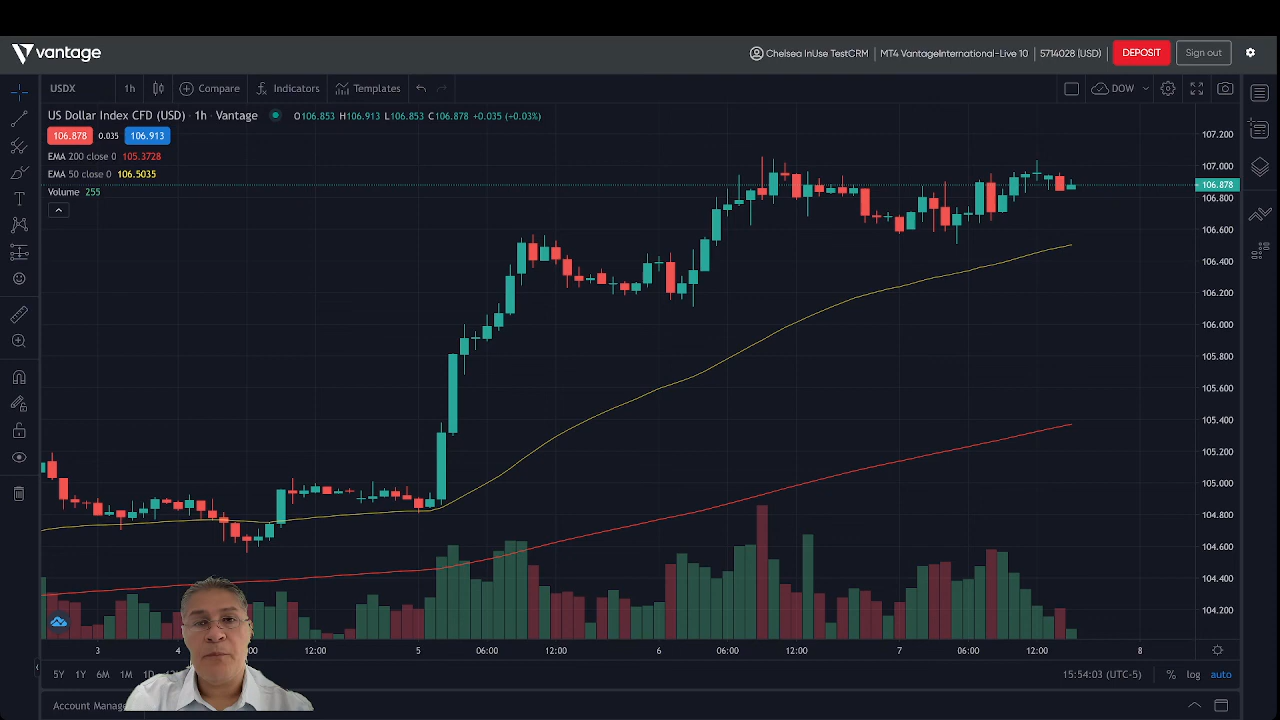 vantage
Chelsea InUse TestCRM | MT4 VantageInternational-Live 10 | 5714028 (USD) | DEPOSIT Sign out
USDX 1h Compare Indicators Templates DOW
US Dollar Index CFD (USD) · 1h · Vantage O106.853 H106.913 L106.853 C106.878 +0.035 (+0.03%)
106.878 0.035 106.913
EMA 200 close 0 105.3728
EMA 50 close 0 106.5035
Volume 255
107.200
107.000
106.878
106.800
106.600
106.400
106.200
106.000
105.800
105.600
105.400
105.200
105.000
104.800
104.600
104.400
104.200
3 4 12:00 5 06:00 12:00 6 06:00 12:00 7 06:00 12:00 8
5Y 1Y 6M 1M 15:54:03 (UTC-5) % log auto
Account